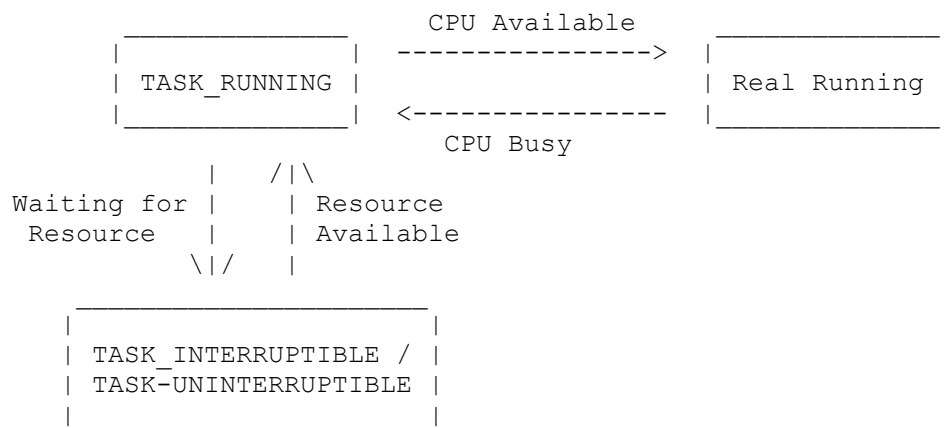 CPU Available
TASK_RUNNING
Real Running
CPU Busy
Waiting for
Resource
Resource
Available
TASK_INTERRUPTIBLE /
TASK-UNINTERRUPTIBLE